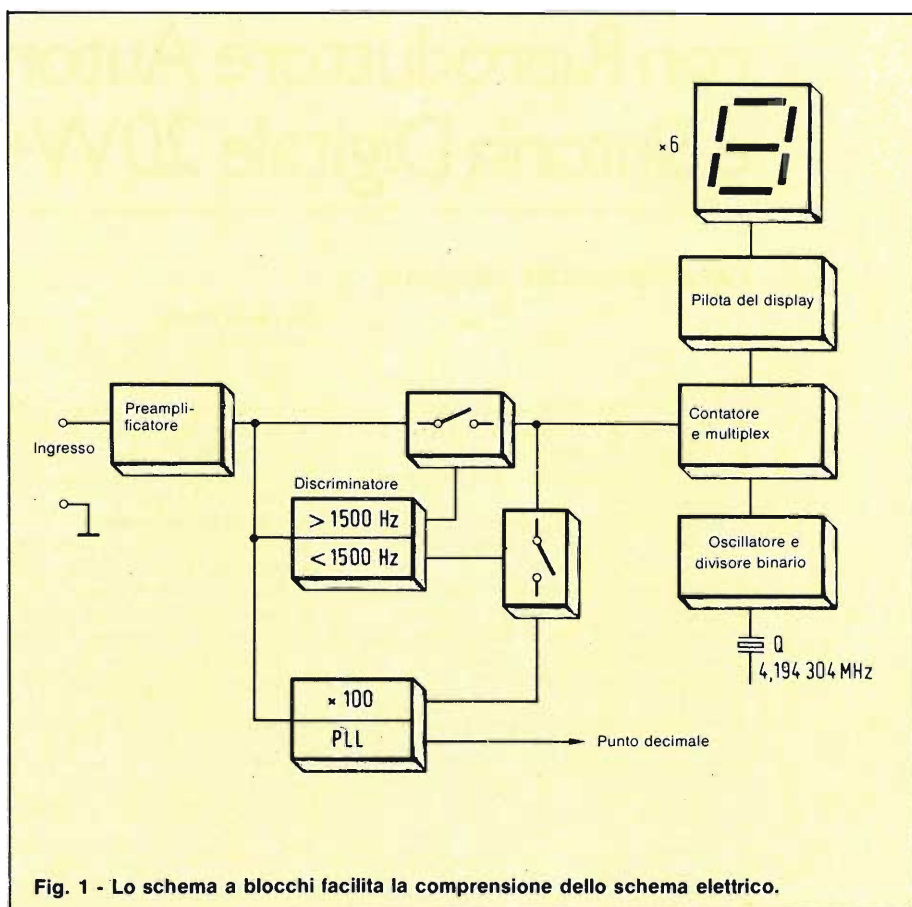 ×6
Pilota del display
Preampli-
ficatore
Ingresso
Contatore
e multiplex
Discriminatore
> 1500 Hz
< 1500 Hz
Oscillatore e
divisore binario
Q
4,194 304 MHz
× 100
PLL
Punto decimale
Fig. 1 - Lo schema a blocchi facilita la comprensione dello schema elettrico.